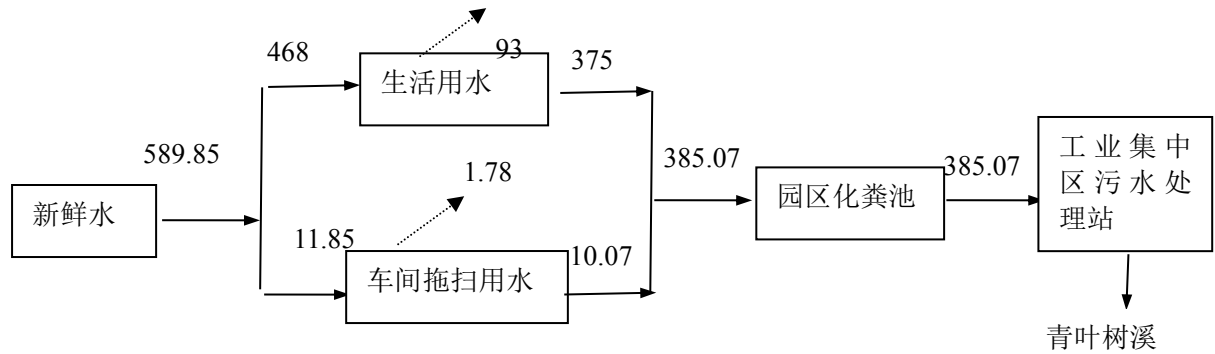 468
93
375
生活用水
589.85
新鲜水
1.78
11.85
车间拖扫用水
10.07
385.07
园区化粪池
385.07
工业集中
区污水处
理站
青叶树溪